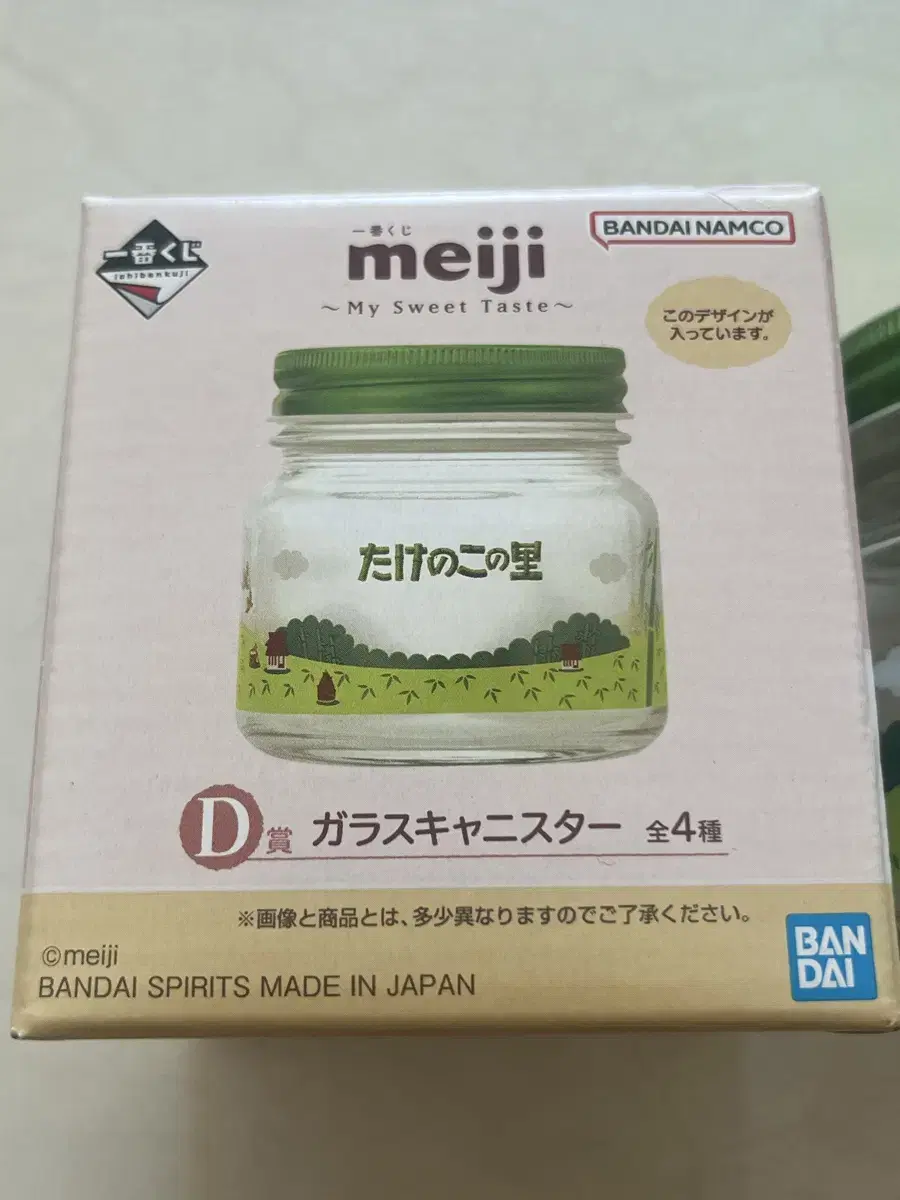 一番くじ
ichibankuji
一番くじ
meiji
～My Sweet Taste～
BANDAI NAMCO
このデザインが
入っています。
たけのこの里
D賞 ガラスキャニスター 全4種
※画像と商品とは、多少異なりますのでご了承ください。
©meiji
BANDAI SPIRITS MADE IN JAPAN
BAN
DAI